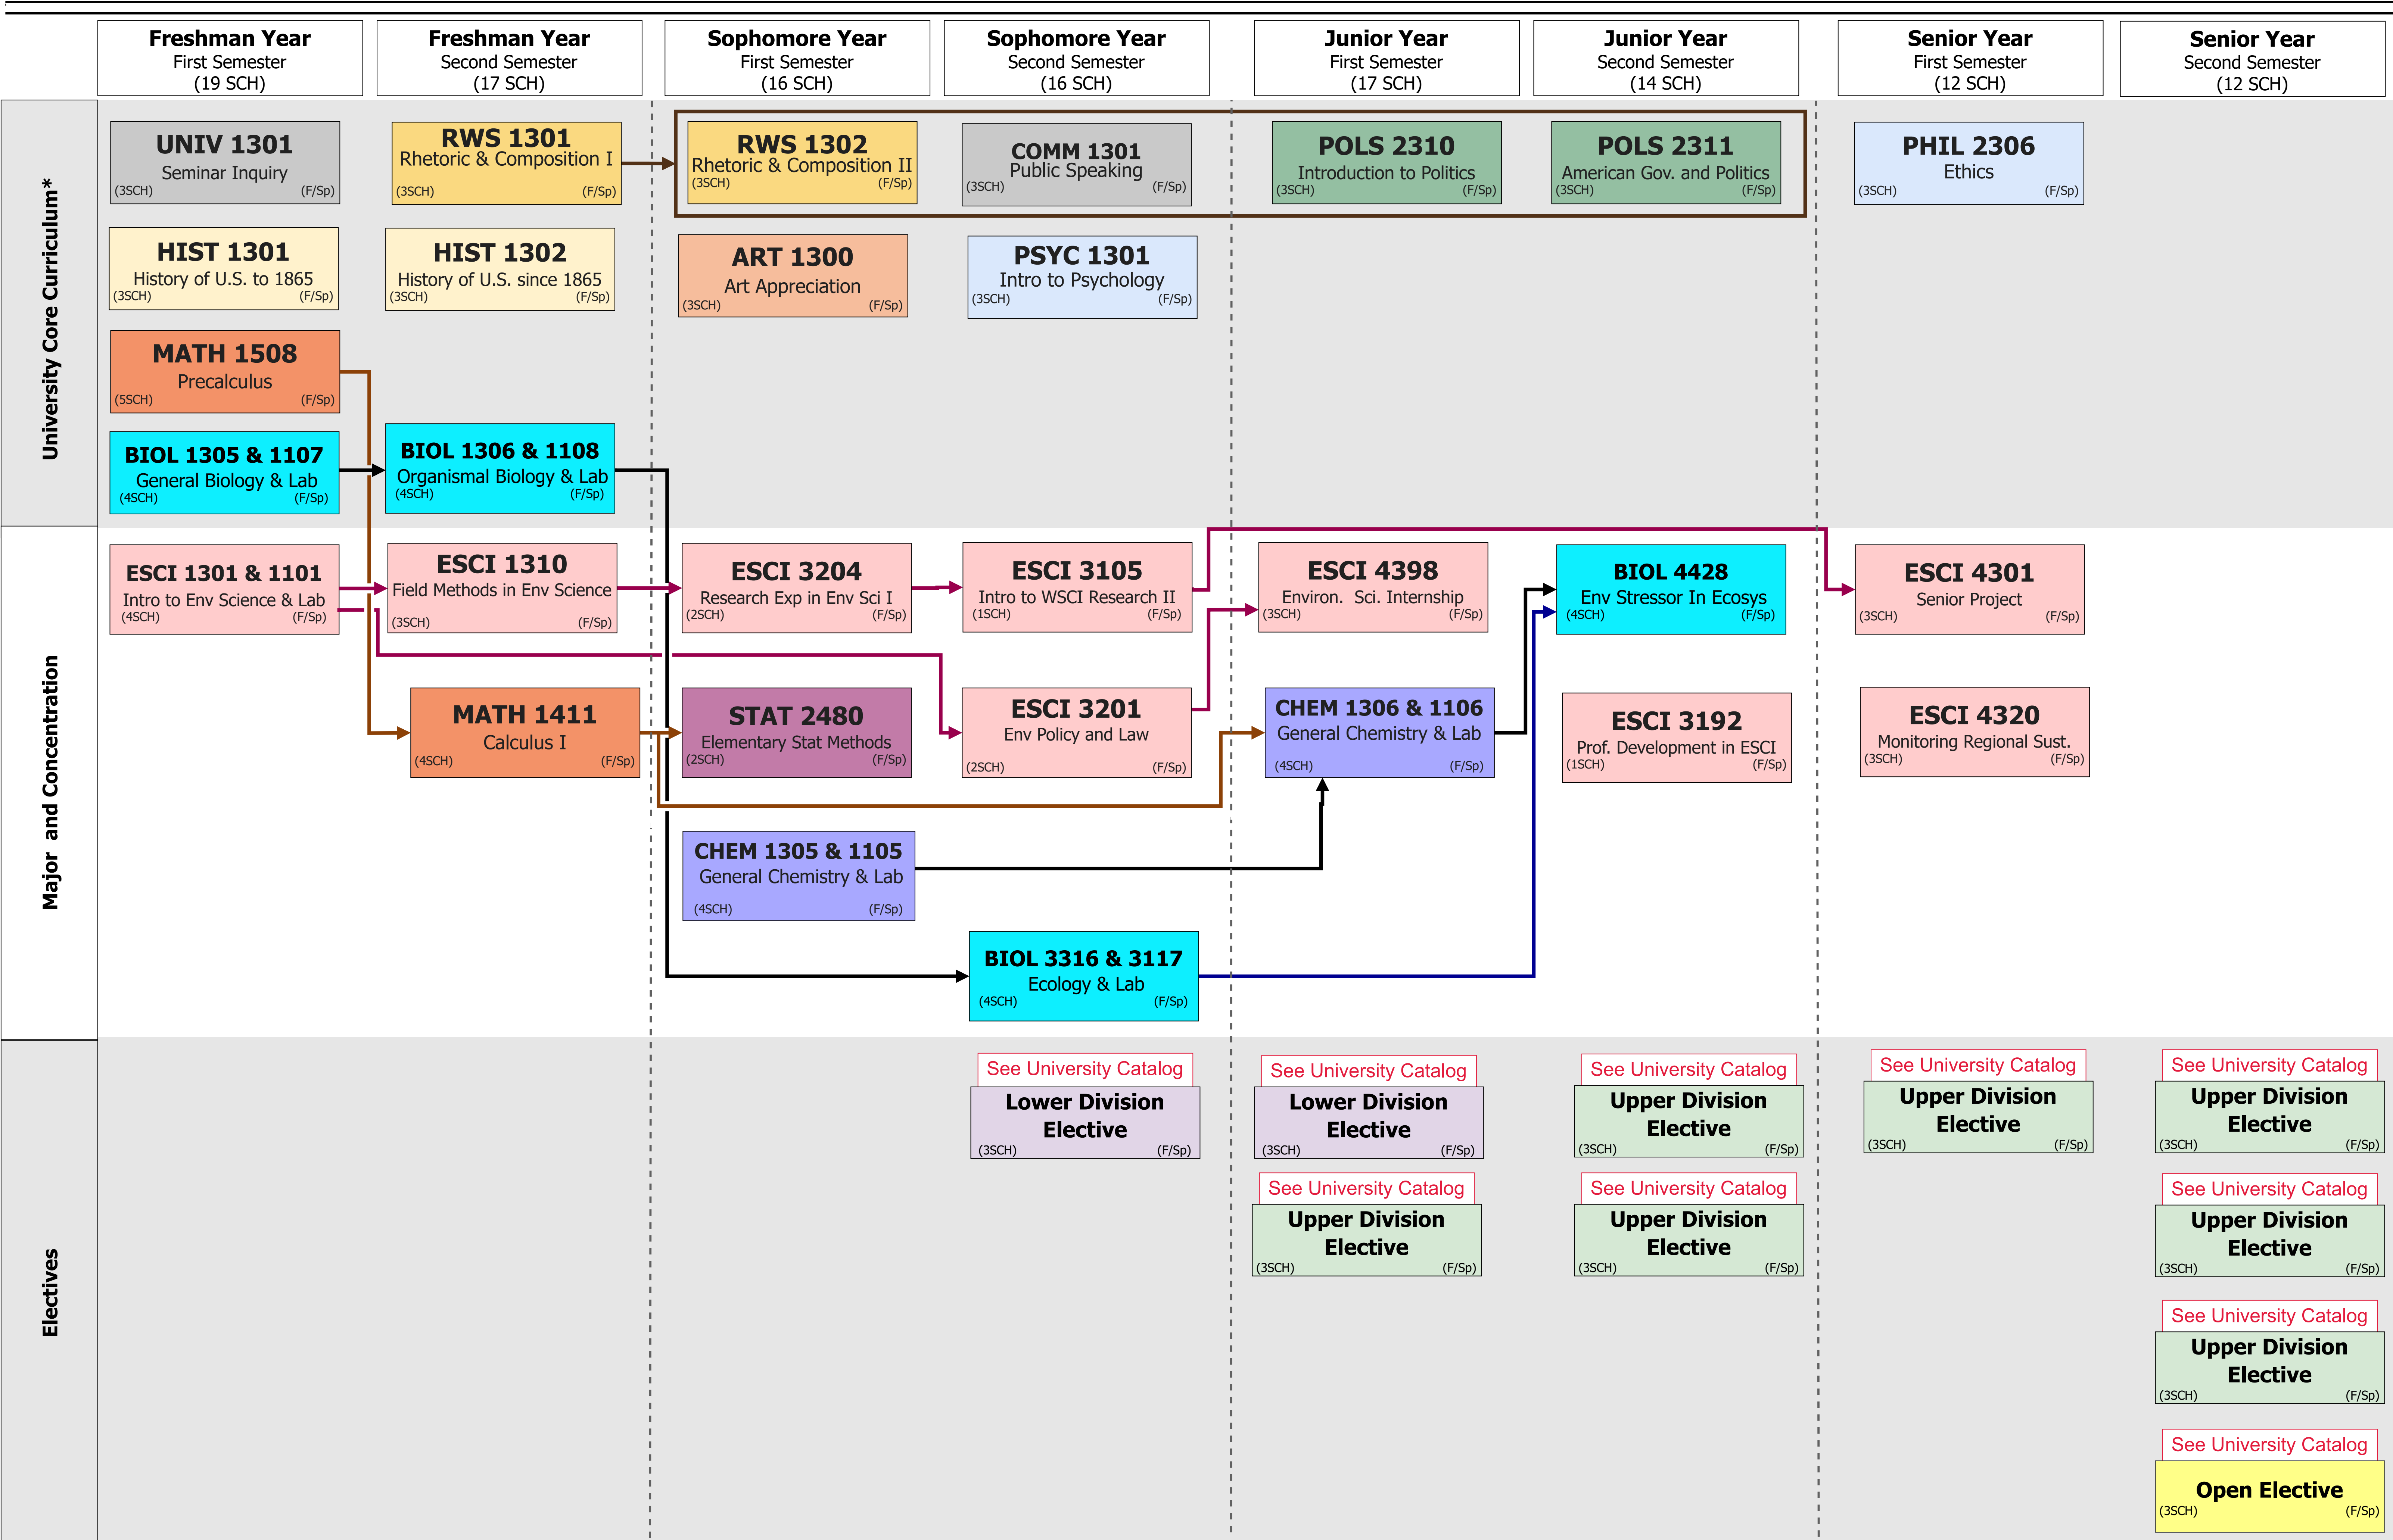 Freshman Year
First Semester
(19 SCH)
Freshman Year
Second Semester
(17 SCH)
Sophomore Year
First Semester
(16 SCH)
Sophomore Year
Second Semester
(16 SCH)
Junior Year
First Semester
(17 SCH)
Junior Year
Second Semester
(14 SCH)
Senior Year
First Semester
(12 SCH)
Senior Year
Second Semester
(12 SCH)
University Core Curriculum*
UNIV 1301
Seminar Inquiry
(3SCH) (F/Sp)
RWS 1301
Rhetoric & Composition I
(3SCH) (F/Sp)
RWS 1302
Rhetoric & Composition II
(3SCH) (F/Sp)
COMM 1301
Public Speaking
(3SCH) (F/Sp)
POLS 2310
Introduction to Politics
(3SCH) (F/Sp)
POLS 2311
American Gov. and Politics
(3SCH) (F/Sp)
PHIL 2306
Ethics
(3SCH) (F/Sp)
HIST 1301
History of U.S. to 1865
(3SCH) (F/Sp)
HIST 1302
History of U.S. since 1865
(3SCH) (F/Sp)
ART 1300
Art Appreciation
(3SCH) (F/Sp)
PSYC 1301
Intro to Psychology
(3SCH) (F/Sp)
MATH 1508
Precalculus
(5SCH) (F/Sp)
BIOL 1305 & 1107
General Biology & Lab
(4SCH) (F/Sp)
BIOL 1306 & 1108
Organismal Biology & Lab
(4SCH) (F/Sp)
Major and Concentration
ESCI 1301 & 1101
Intro to Env Science & Lab
(4SCH) (F/Sp)
ESCI 1310
Field Methods in Env Science
(3SCH) (F/Sp)
ESCI 3204
Research Exp in Env Sci I
(2SCH) (F/Sp)
ESCI 3105
Intro to WSCI Research II
(1SCH) (F/Sp)
ESCI 4398
Environ. Sci. Internship
(3SCH) (F/Sp)
BIOL 4428
Env Stressor In Ecosys
(4SCH) (F/Sp)
ESCI 4301
Senior Project
(3SCH) (F/Sp)
MATH 1411
Calculus I
(4SCH) (F/Sp)
STAT 2480
Elementary Stat Methods
(2SCH) (F/Sp)
ESCI 3201
Env Policy and Law
(2SCH) (F/Sp)
CHEM 1306 & 1106
General Chemistry & Lab
(4SCH) (F/Sp)
ESCI 3192
Prof. Development in ESCI
(1SCH) (F/Sp)
ESCI 4320
Monitoring Regional Sust.
(3SCH) (F/Sp)
CHEM 1305 & 1105
General Chemistry & Lab
(4SCH) (F/Sp)
BIOL 3316 & 3117
Ecology & Lab
(4SCH) (F/Sp)
Electives
See University Catalog
Lower Division
Elective
(3SCH) (F/Sp)
See University Catalog
Lower Division
Elective
(3SCH) (F/Sp)
See University Catalog
Upper Division
Elective
(3SCH) (F/Sp)
See University Catalog
Upper Division
Elective
(3SCH) (F/Sp)
See University Catalog
Upper Division
Elective
(3SCH) (F/Sp)
See University Catalog
Upper Division
Elective
(3SCH) (F/Sp)
See University Catalog
Upper Division
Elective
(3SCH) (F/Sp)
See University Catalog
Upper Division
Elective
(3SCH) (F/Sp)
See University Catalog
Upper Division
Elective
(3SCH) (F/Sp)
See University Catalog
Open Elective
(3SCH) (F/Sp)